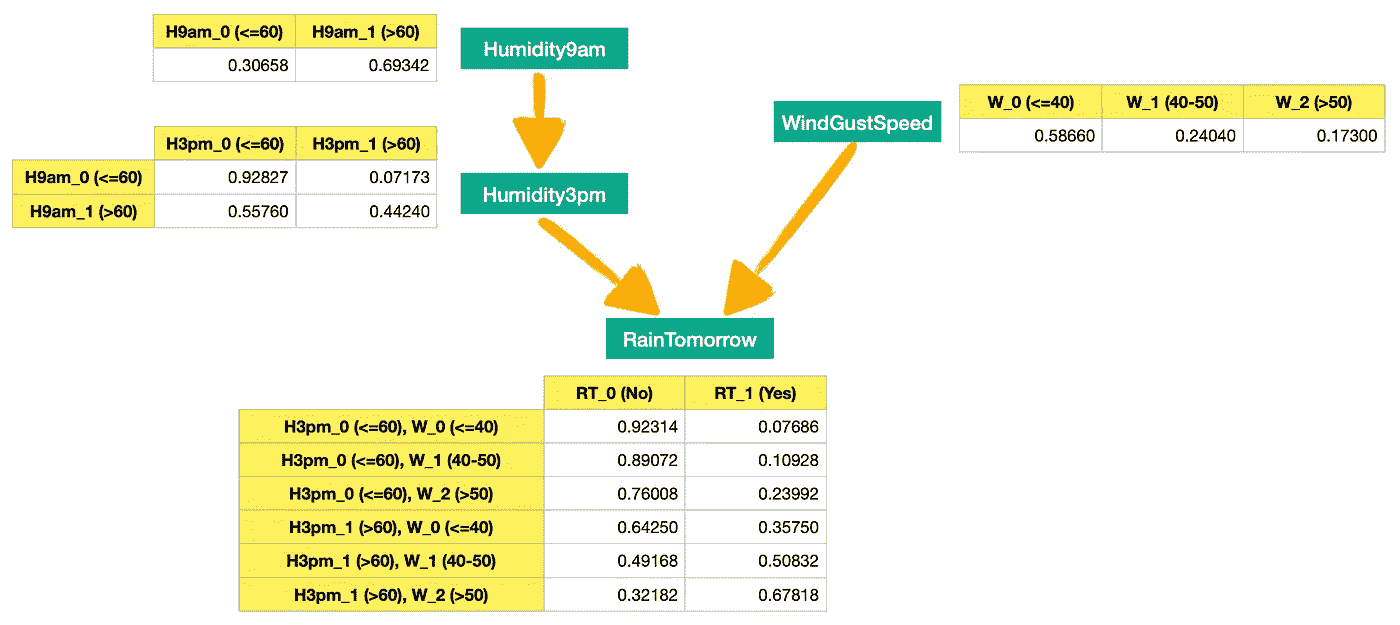 H9am_0 (<=60) H9am_1 (>60)
0.30658 0.69342
Humidity9am
WindGustSpeed
W_0 (<=40) W_1 (40-50) W_2 (>50)
0.58660 0.24040 0.17300
H3pm_0 (<=60) H3pm_1 (>60)
H9am_0 (<=60) 0.92827 0.07173
H9am_1 (>60) 0.55760 0.44240
Humidity3pm
RainTomorrow
RT_0 (No) RT_1 (Yes)
H3pm_0 (<=60), W_0 (<=40) 0.92314 0.07686
H3pm_0 (<=60), W_1 (40-50) 0.89072 0.10928
H3pm_0 (<=60), W_2 (>50) 0.76008 0.23992
H3pm_1 (>60), W_0 (<=40) 0.64250 0.35750
H3pm_1 (>60), W_1 (40-50) 0.49168 0.50832
H3pm_1 (>60), W_2 (>50) 0.32182 0.67818